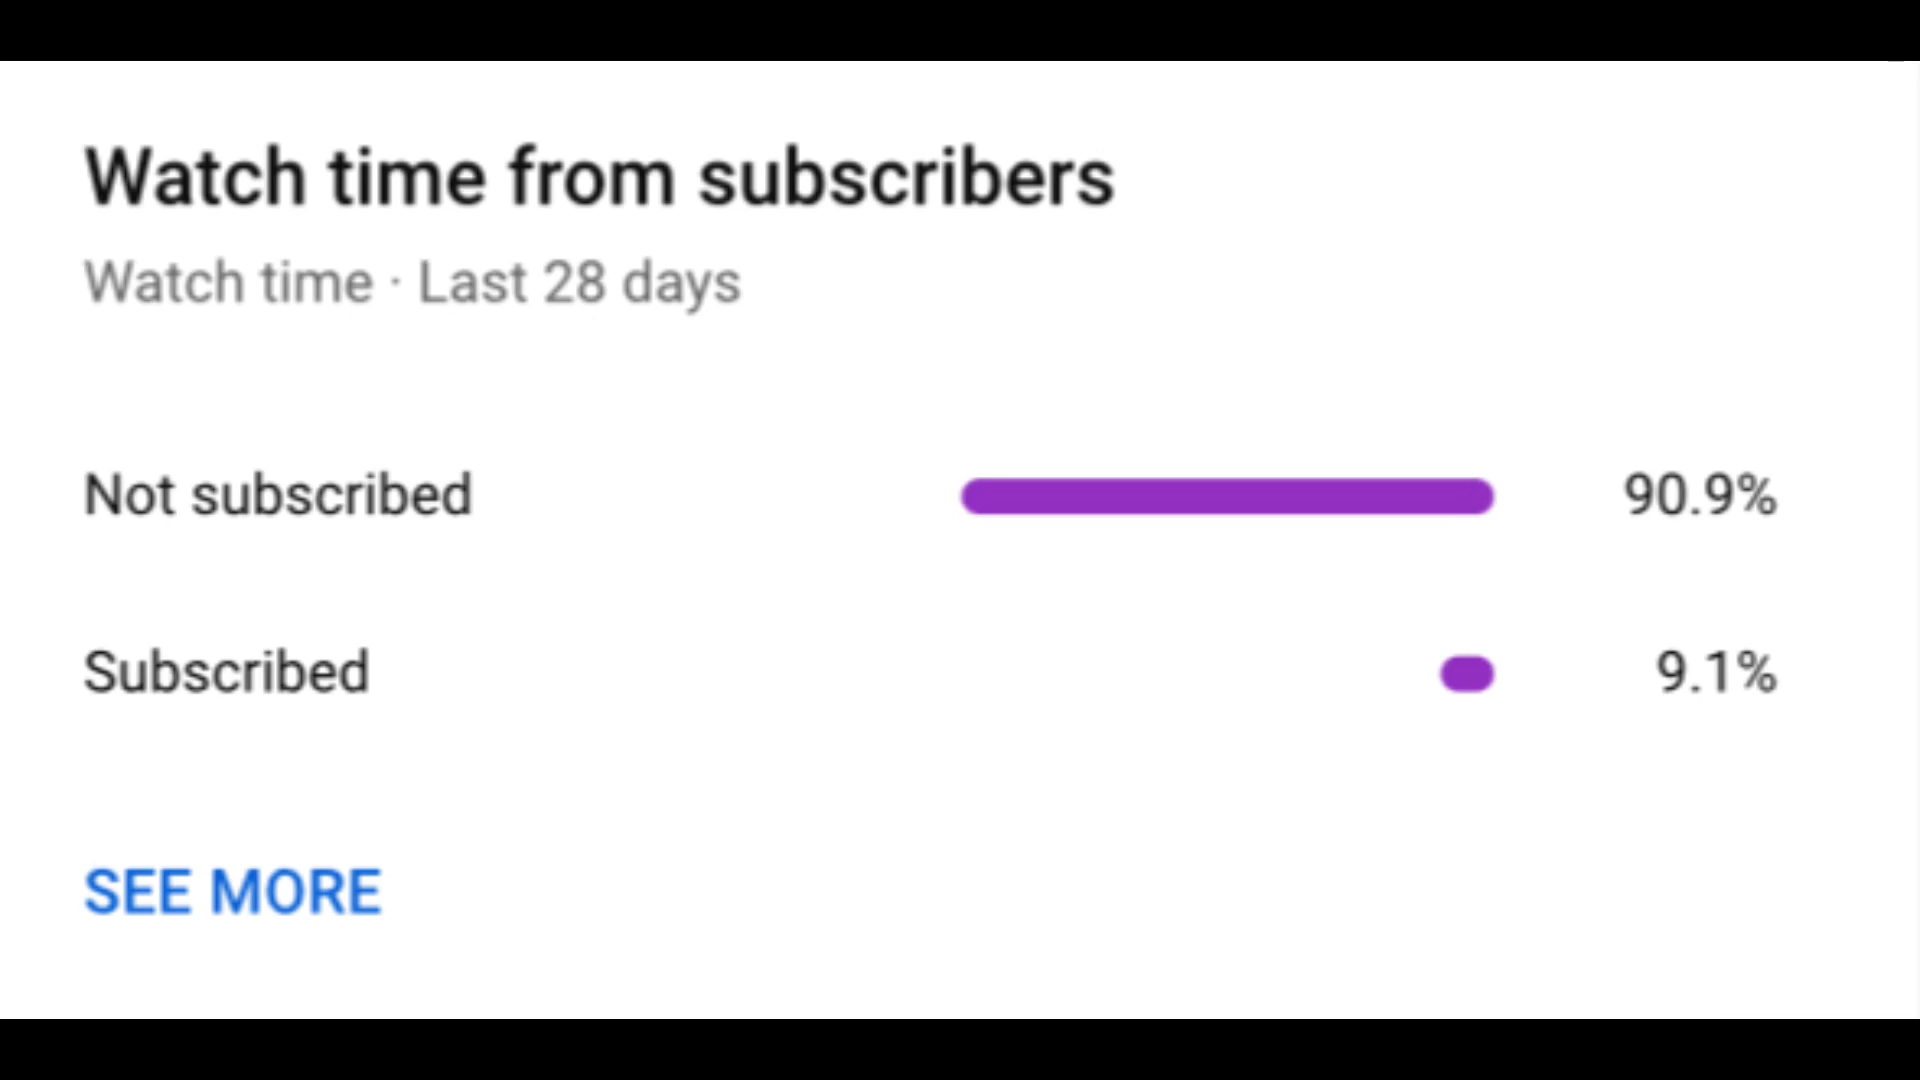 Watch time from subscribers
Watch time · Last 28 days
Not subscribed 90.9%
Subscribed 9.1%
SEE MORE